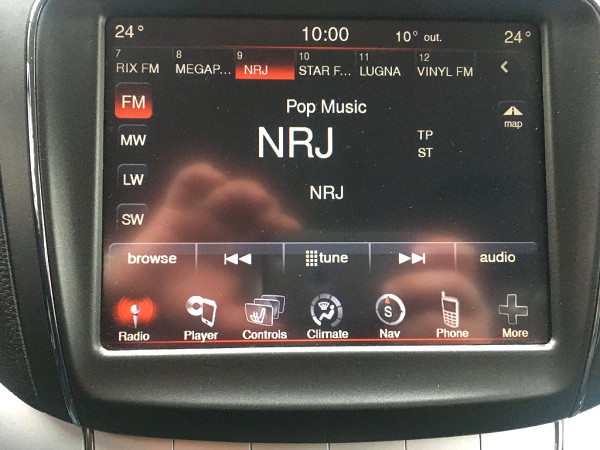 24° 10:00 10° out. 24°
7 8 9 10 11 12
RIX FM MEGAP... NRJ STAR F... LUGNA VINYL FM
FM Pop Music
map
MW NRJ TP
ST
LW NRJ
SW
browse tune audio
S
Radio Player Controls Climate Nav Phone More